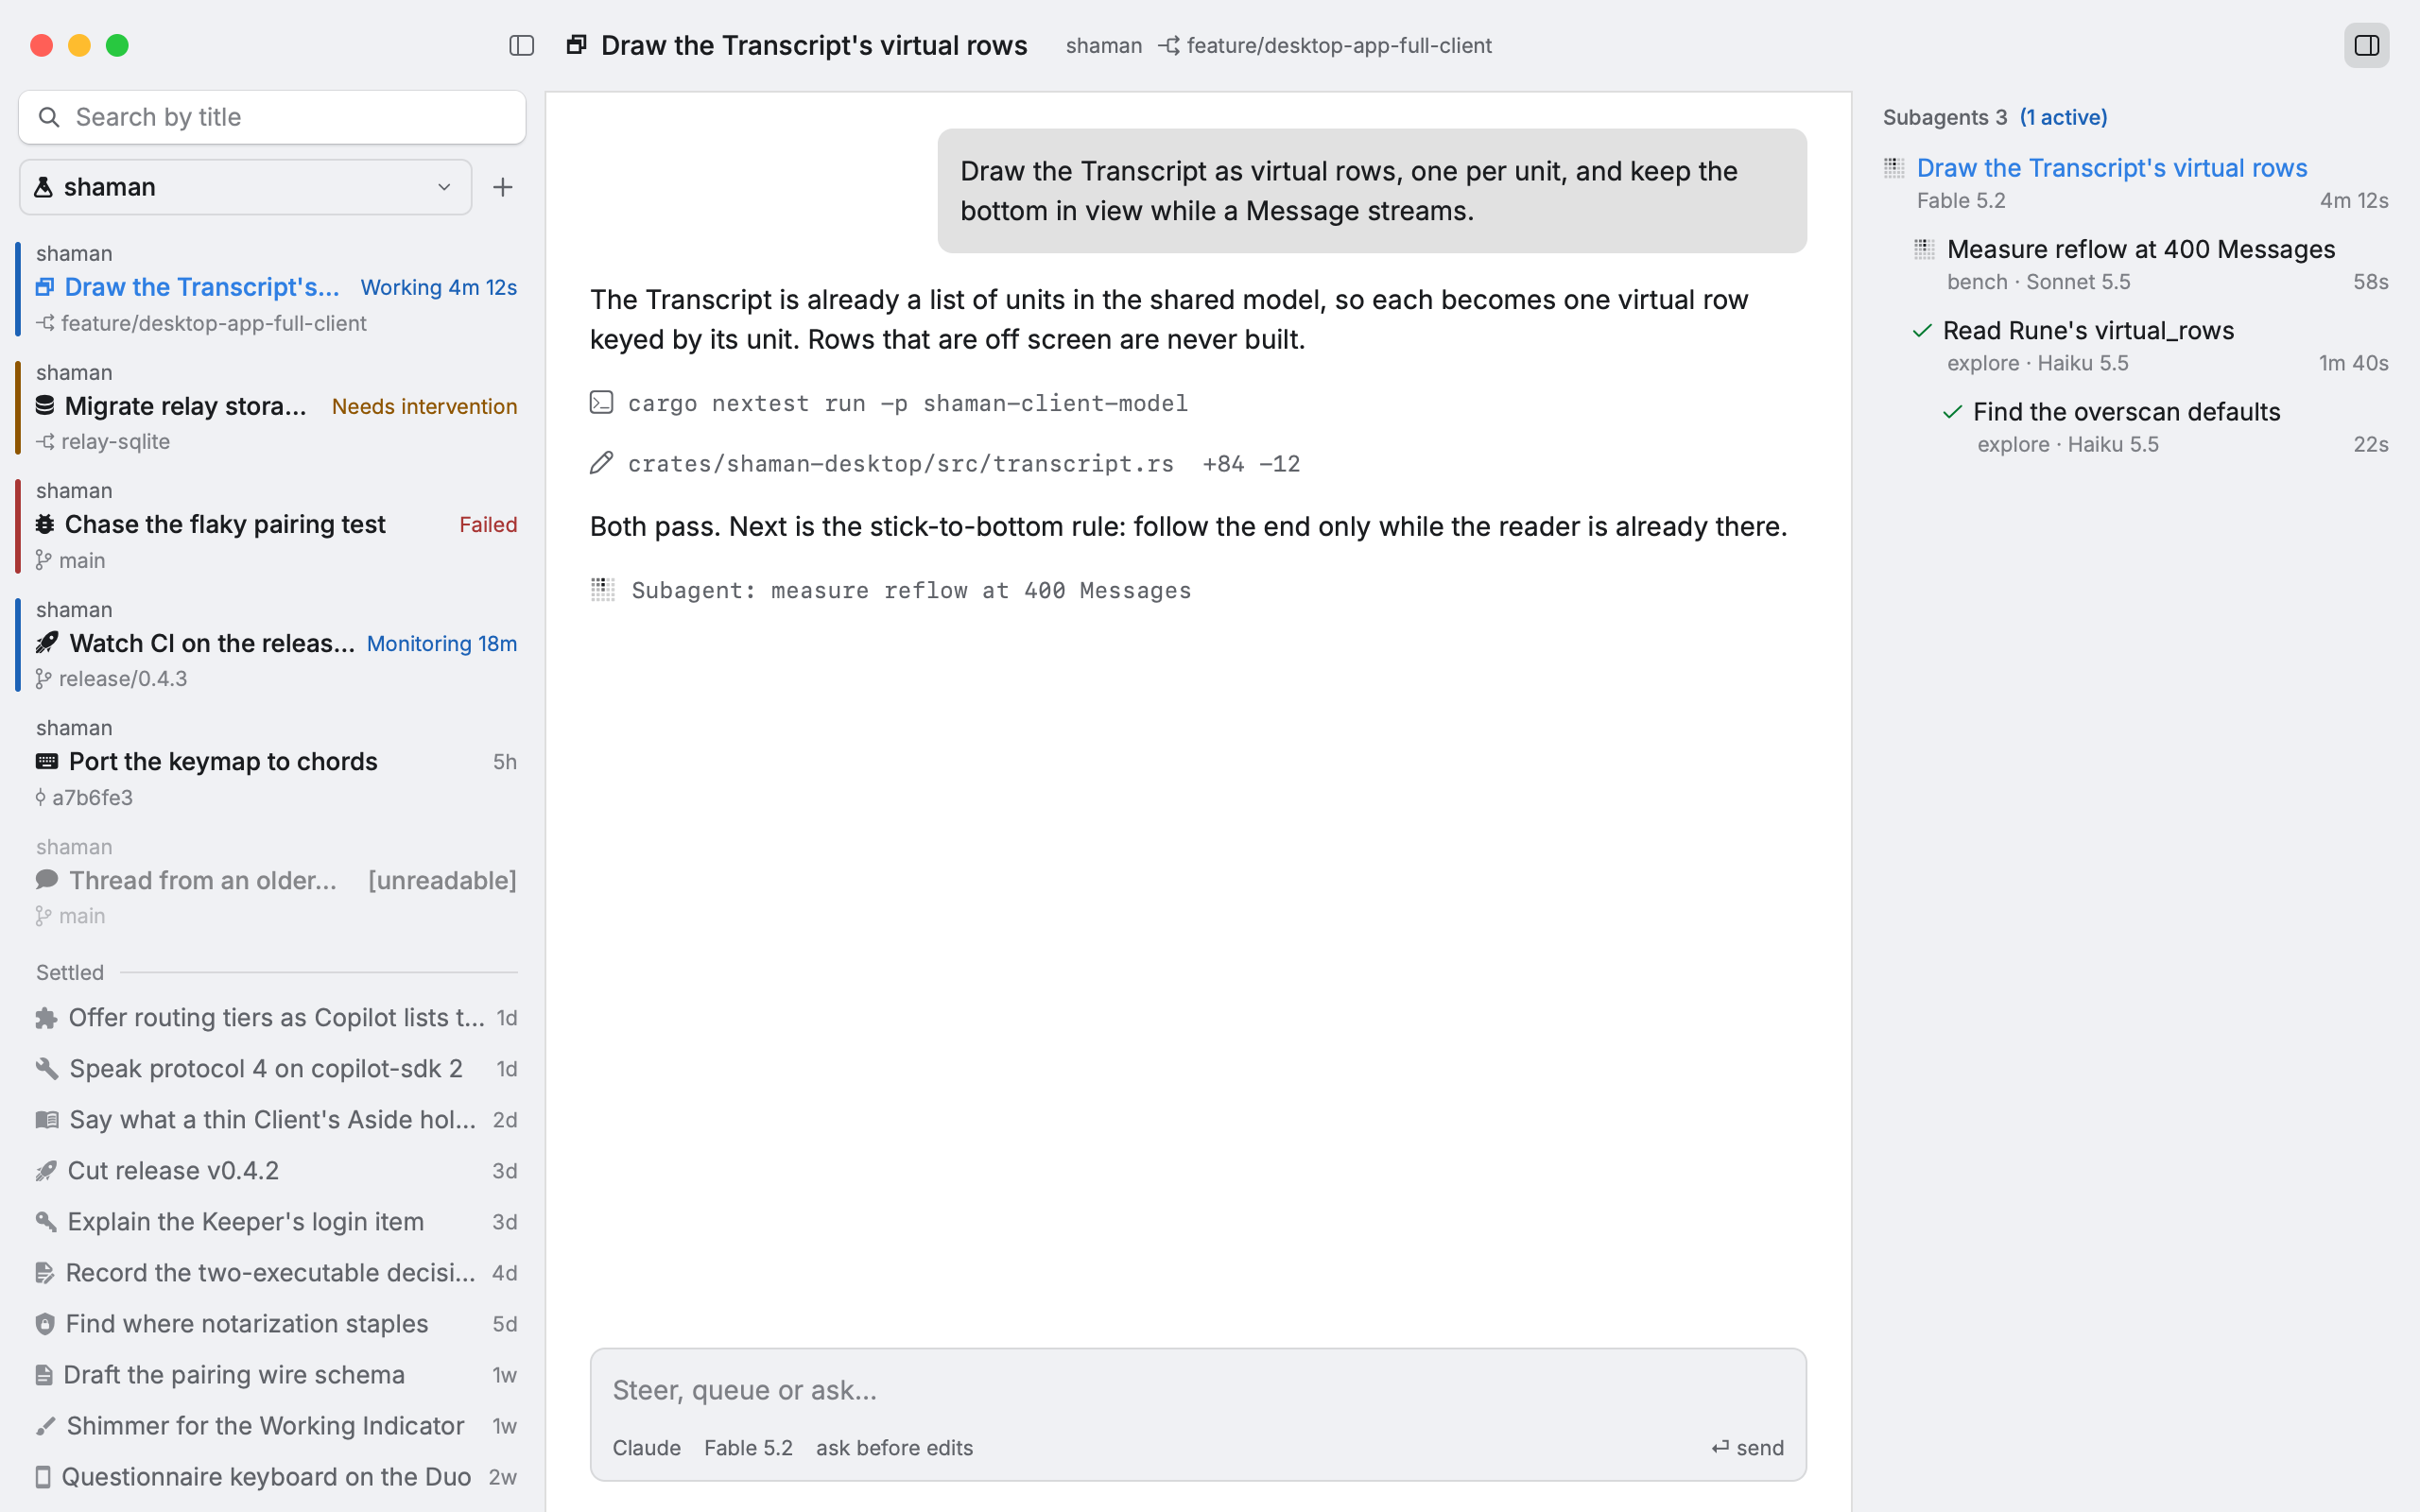 Draw the Transcript's virtual rows
shaman
feature/desktop-app-full-client
Search by title
shaman
shaman
Draw the Transcript's... Working 4m 12s
feature/desktop-app-full-client
shaman
Migrate relay stora... Needs intervention
relay-sqlite
shaman
Chase the flaky pairing test Failed
main
shaman
Watch CI on the releas... Monitoring 18m
release/0.4.3
shaman
Port the keymap to chords 5h
a7b6fe3
shaman
Thread from an older... [unreadable]
main
Settled
Offer routing tiers as Copilot lists t... 1d
Speak protocol 4 on copilot-sdk 2 1d
Say what a thin Client's Aside hol... 2d
Cut release v0.4.2 3d
Explain the Keeper's login item 3d
Record the two-executable decisi... 4d
Find where notarization staples 5d
Draft the pairing wire schema 1w
Shimmer for the Working Indicator 1w
Questionnaire keyboard on the Duo 2w
Draw the Transcript as virtual rows, one per unit, and keep the
bottom in view while a Message streams.
The Transcript is already a list of units in the shared model, so each becomes one virtual row
keyed by its unit. Rows that are off screen are never built.
cargo nextest run -p shaman-client-model
crates/shaman-desktop/src/transcript.rs +84 -12
Both pass. Next is the stick-to-bottom rule: follow the end only while the reader is already there.
Subagent: measure reflow at 400 Messages
Steer, queue or ask...
Claude Fable 5.2 ask before edits send
Subagents 3 (1 active)
Draw the Transcript's virtual rows
Fable 5.2 4m 12s
Measure reflow at 400 Messages
bench · Sonnet 5.5 58s
Read Rune's virtual_rows
explore · Haiku 5.5 1m 40s
Find the overscan defaults
explore · Haiku 5.5 22s